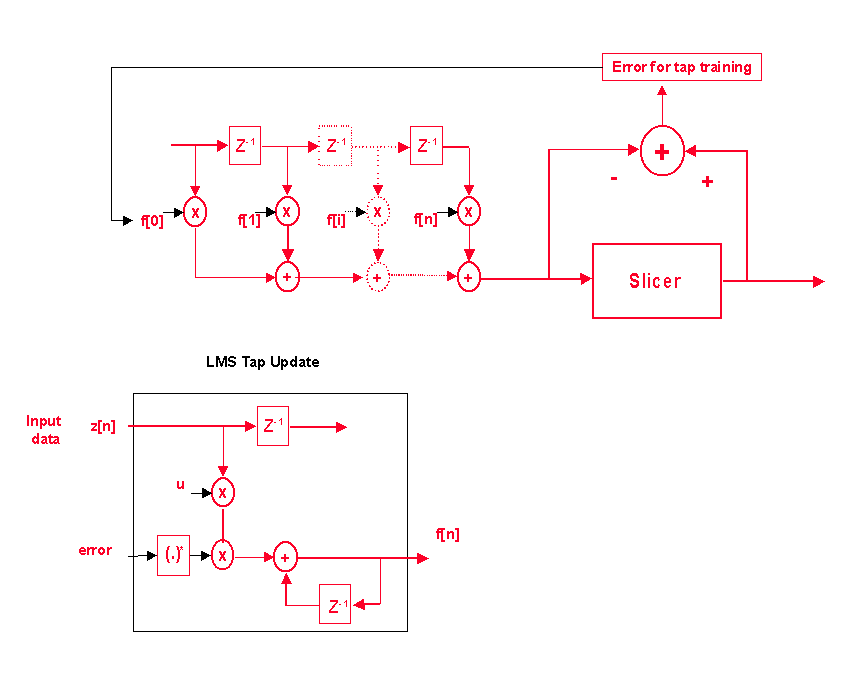 Error for tap training
Z-1 Z-1 Z-1
+
- +
f[0] x f[1] x f[i] x f[n] x
+ + +
Slicer
LMS Tap Update
Input
data
z[n] Z-1
u x
f[n]
error (.)* x +
Z-1